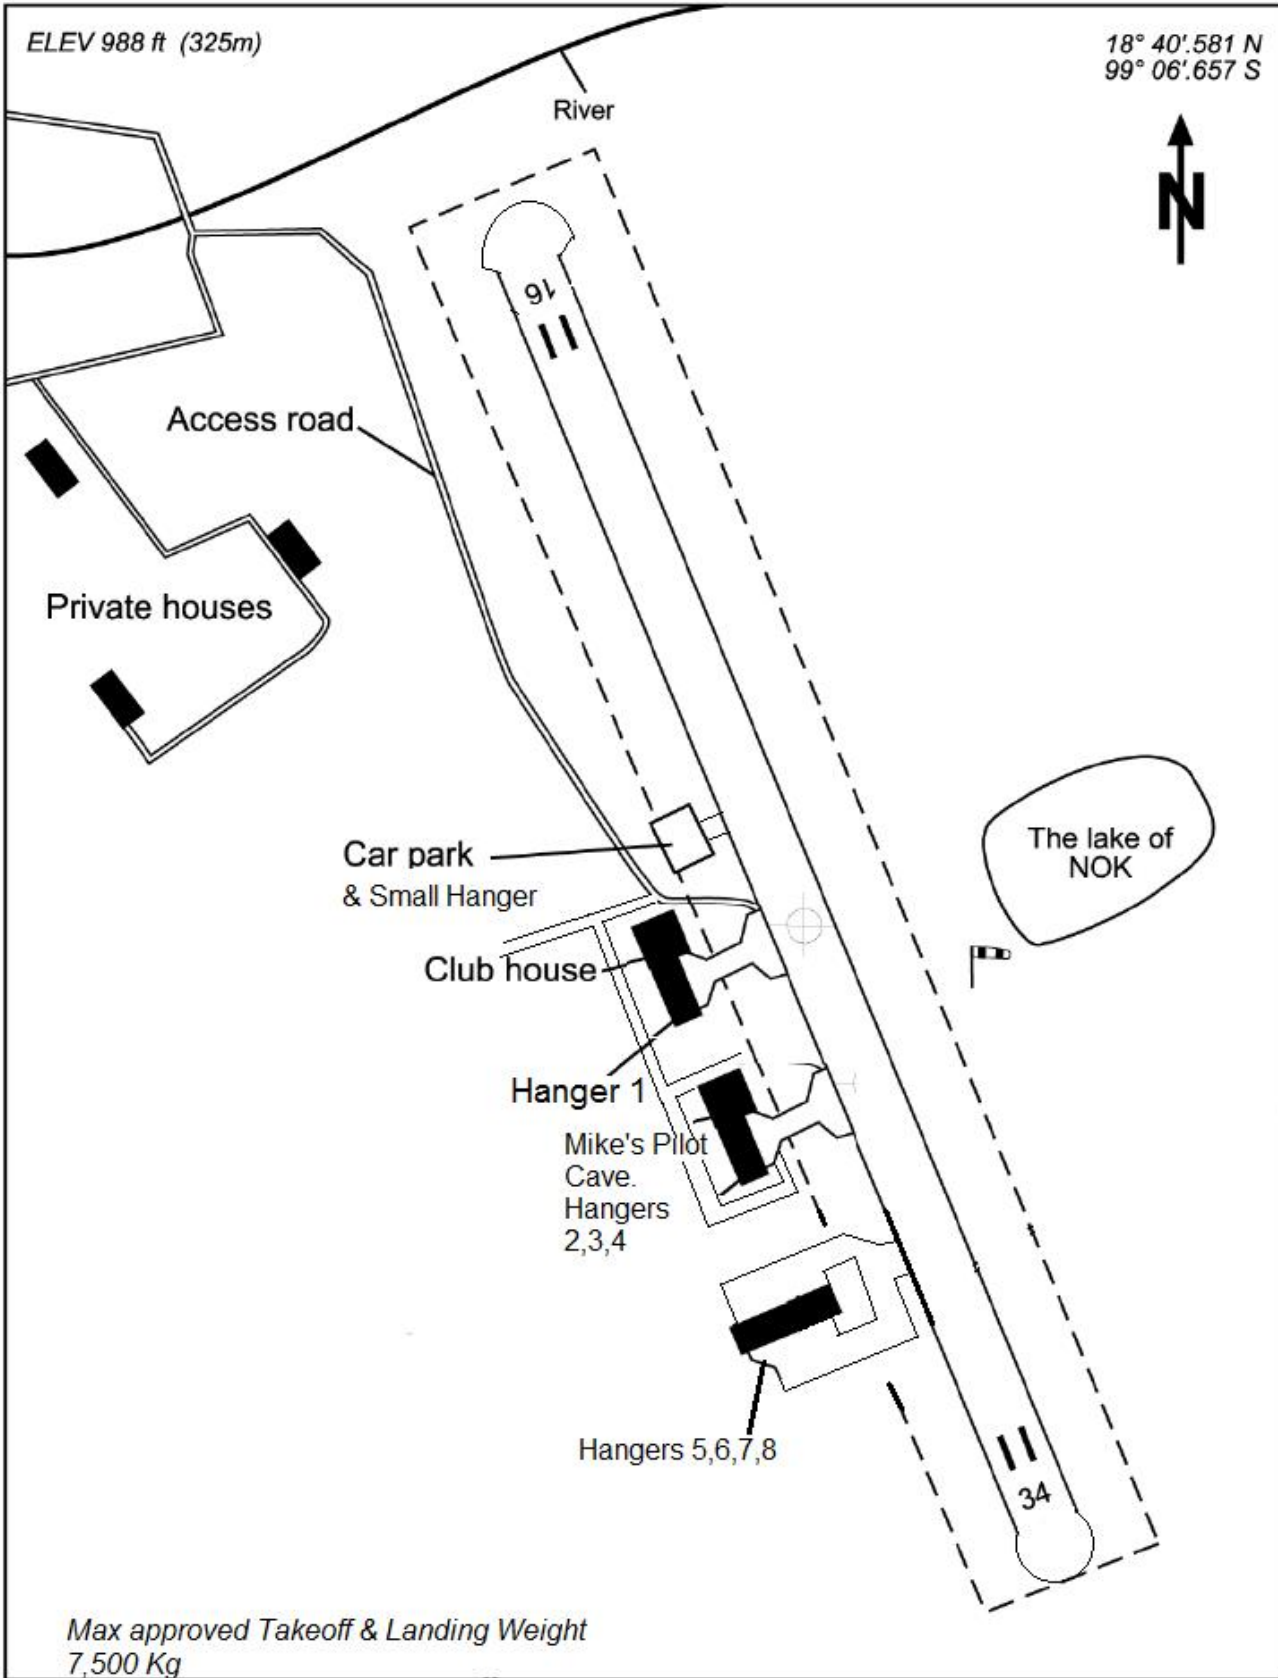 ELEV 988 ft (325m)
18° 40'.581 N
99° 06'.657 S
River
N
16
Access road
Private houses
The lake of
NOK
Car park
& Small Hanger
Club house
Hanger 1
Mike's Pilot
Cave.
Hangers
2,3,4
Hangers 5,6,7,8
34
Max approved Takeoff & Landing Weight
7,500 Kg